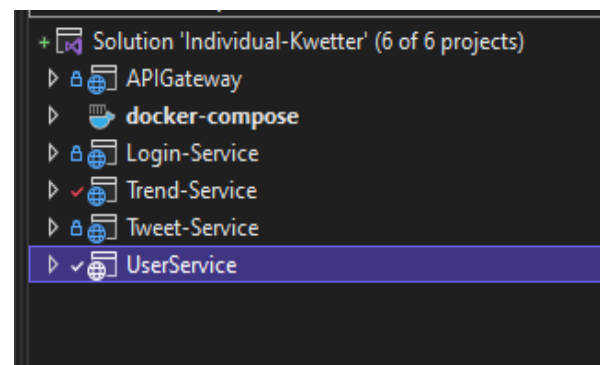 Solution 'Individual-Kwetter' (6 of 6 projects)
APIGateway
docker-compose
Login-Service
Trend-Service
Tweet-Service
UserService